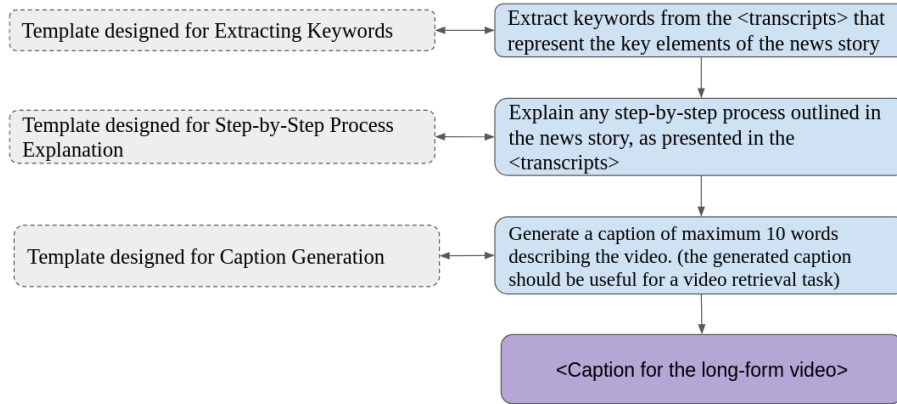 Template designed for Extracting Keywords
Extract keywords from the <transcripts> that
represent the key elements of the news story
Template designed for Step-by-Step Process
Explanation
Explain any step-by-step process outlined in
the news story, as presented in the
<transcripts>
Template designed for Caption Generation
Generate a caption of maximum 10 words
describing the video. (the generated caption
should be useful for a video retrieval task)
<Caption for the long-form video>